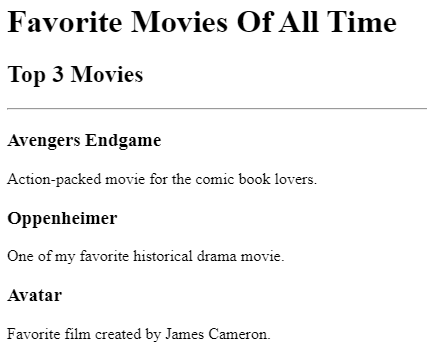 Favorite Movies Of All Time
Top 3 Movies
Avengers Endgame
Action-packed movie for the comic book lovers.
Oppenheimer
One of my favorite historical drama movie.
Avatar
Favorite film created by James Cameron.